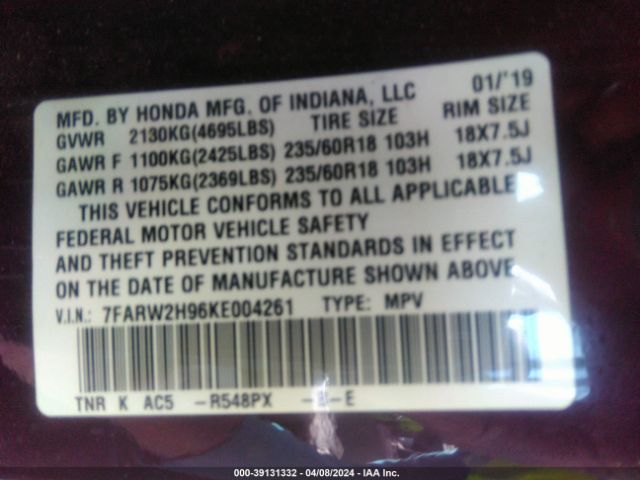 MFD. BY HONDA MFG. OF INDIANA, LLC 01/'19
GVWR 2130KG(4695LBS) TIRE SIZE RIM SIZE
GAWR F 1100KG(2425LBS) 235/60R18 103H 18X7.5J
GAWR R 1075KG(2369LBS) 235/60R18 103H 18X7.5J
THIS VEHICLE CONFORMS TO ALL APPLICABLE
FEDERAL MOTOR VEHICLE SAFETY
AND THEFT PREVENTION STANDARDS IN EFFECT
ON THE DATE OF MANUFACTURE SHOWN ABOVE
V.I.N.: 7FARW2H96KE004261 TYPE: MPV
TNR K AC5 -R548PX -E
000-39131332 - 04/08/2024 - IAA Inc.